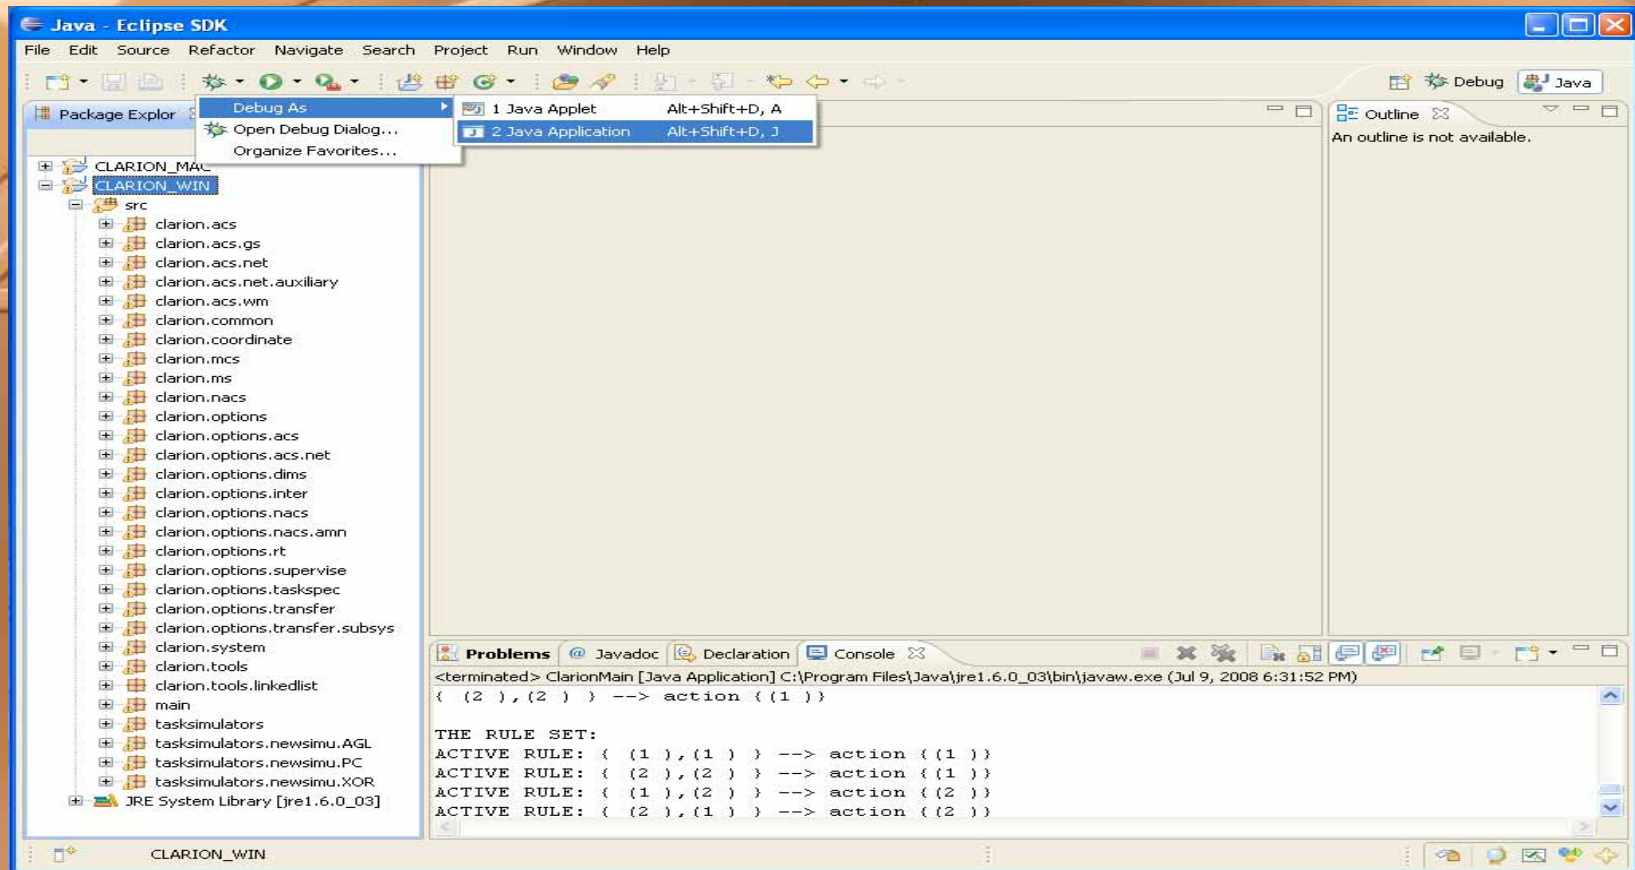 Java - Eclipse SDK
File Edit Source Refactor Navigate Search Project Run Window Help
Debug Java
Package Explor
Debug As
Open Debug Dialog...
Organize Favorites...
1 Java Applet Alt+Shift+D, A
2 Java Application Alt+Shift+D, J
Outline
An outline is not available.
CLARION_MAC
CLARION_WIN
src
clarion.acs
clarion.acs.gs
clarion.acs.net
clarion.acs.net.auxiliary
clarion.acs.wm
clarion.common
clarion.coordinate
clarion.mcs
clarion.ms
clarion.nacs
clarion.options
clarion.options.acs
clarion.options.acs.net
clarion.options.dims
clarion.options.inter
clarion.options.nacs
clarion.options.nacs.amn
clarion.options.rt
clarion.options.supervise
clarion.options.taskspec
clarion.options.transfer
clarion.options.transfer.subsys
clarion.system
clarion.tools
clarion.tools.linkedlist
main
tasksimulators
tasksimulators.newsimu.AGL
tasksimulators.newsimu.PC
tasksimulators.newsimu.XOR
JRE System Library [jre1.6.0_03]
Problems @ Javadoc Declaration Console
<terminated> ClarionMain [Java Application] C:\Program Files\Java\jre1.6.0_03\bin\javaw.exe (Jul 9, 2008 6:31:52 PM)
{ (2 ),(2 ) } --> action {(1 )}
THE RULE SET:
ACTIVE RULE: { (1 ),(1 ) } --> action {(1 )}
ACTIVE RULE: { (2 ),(2 ) } --> action {(1 )}
ACTIVE RULE: { (1 ),(2 ) } --> action {(2 )}
ACTIVE RULE: { (2 ),(1 ) } --> action {(2 )}
CLARION_WIN